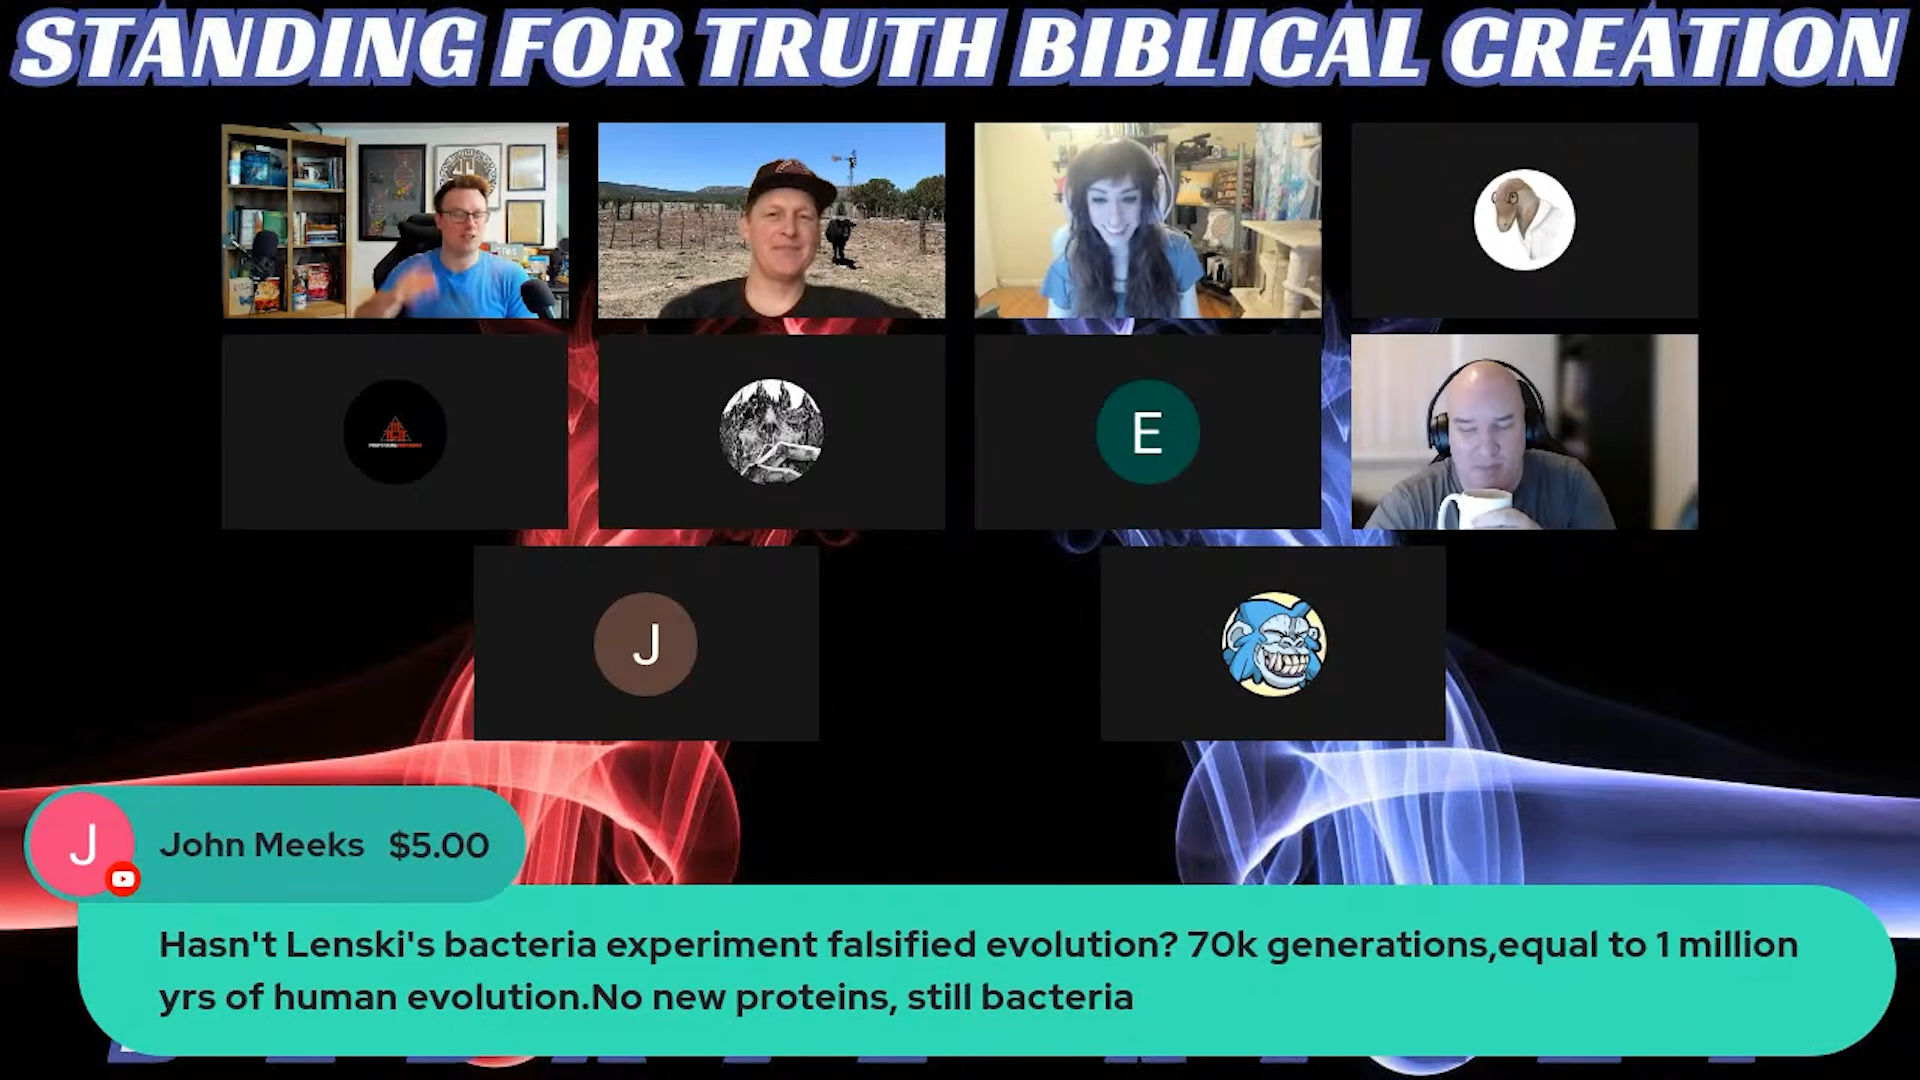 STANDING FOR TRUTH BIBLICAL CREATION
E
J
J
John Meeks $5.00
Hasn't Lenski's bacteria experiment falsified evolution? 70k generations,equal to 1 million
yrs of human evolution.No new proteins, still bacteria